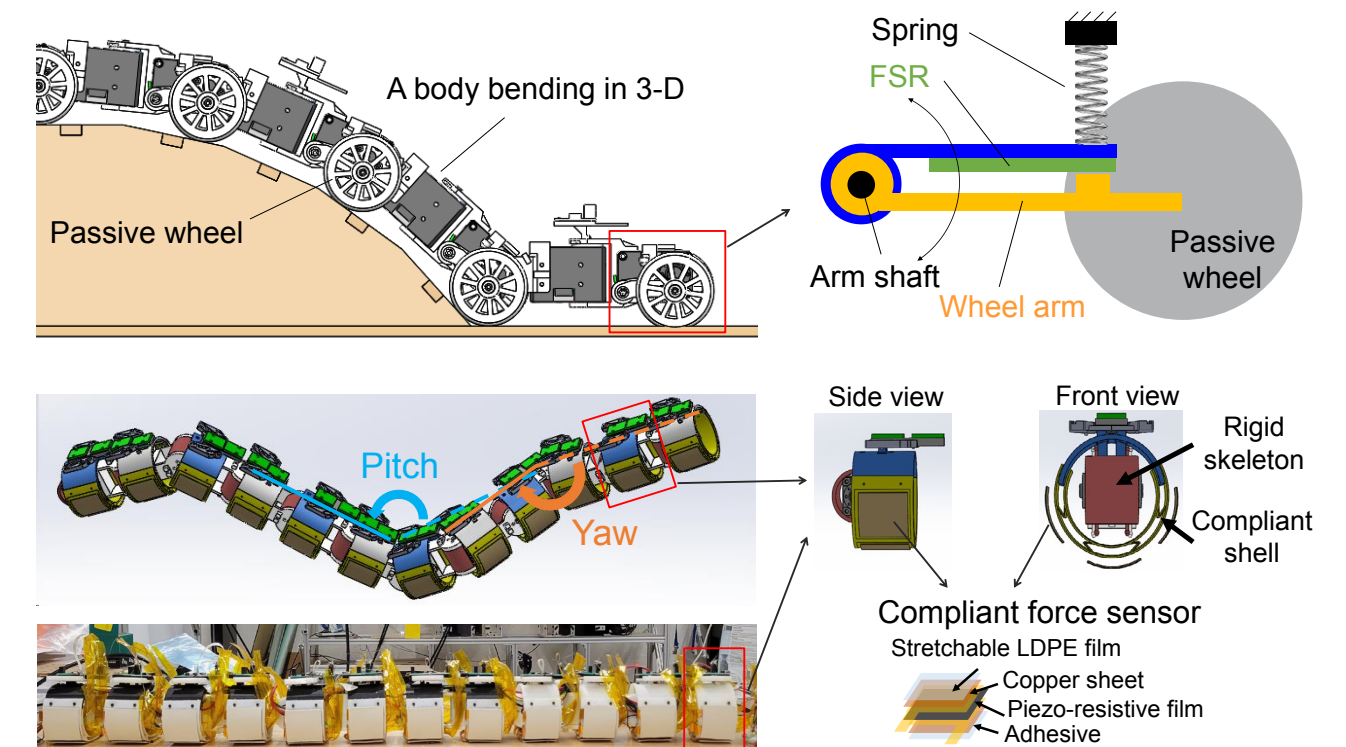 A body bending in 3-D
Passive wheel
Spring
FSR
Arm shaft
Wheel arm
Passive
wheel
Pitch
Yaw
Side view
Front view
Rigid
skeleton
Compliant
shell
Compliant force sensor
Stretchable LDPE film
Copper sheet
Piezo-resistive film
Adhesive